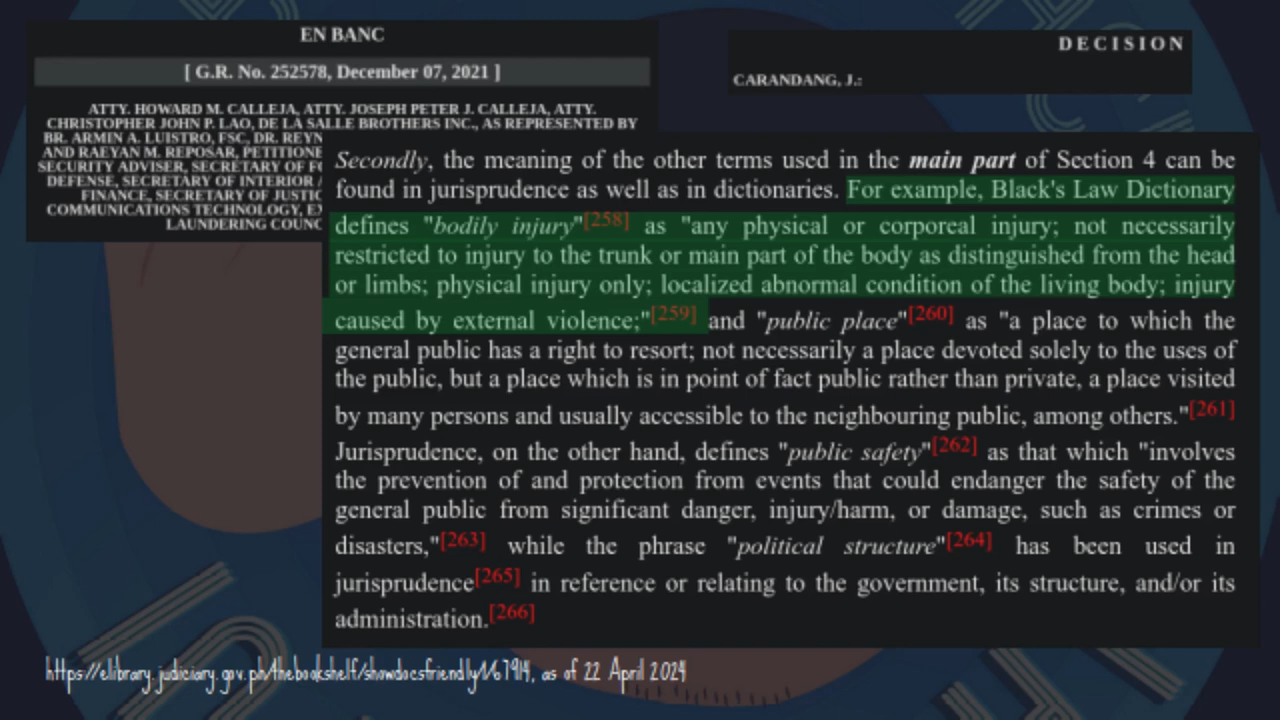 EN BANC
[ G.R. No. 252578, December 07, 2021 ]
ATTY. HOWARD M. CALLEJA, ATTY. JOSEPH PETER J. CALLEJA, ATTY.
CHRISTOPHER JOHN P. LAO, DE LA SALLE BROTHERS INC., AS REPRESENTED BY
BR. ARMIN A. LUISTRO, FSC, DR. REYN
AND RAEYAN M. REPOSAR, PETITIONE
SECURITY ADVISER, SECRETARY OF FO
DEFENSE, SECRETARY OF INTERIOR
FINANCE, SECRETARY OF JUSTIC
COMMUNICATIONS TECHNOLOGY, EX
LAUNDERING COUNC
DECISION
CARANDANG, J.:
Secondly, the meaning of the other terms used in the main part of Section 4 can be
found in jurisprudence as well as in dictionaries. For example, Black's Law Dictionary
defines "bodily injury"[258] as "any physical or corporeal injury; not necessarily
restricted to injury to the trunk or main part of the body as distinguished from the head
or limbs; physical injury only; localized abnormal condition of the living body; injury
caused by external violence;"[259] and "public place"[260] as "a place to which the
general public has a right to resort; not necessarily a place devoted solely to the uses of
the public, but a place which is in point of fact public rather than private, a place visited
by many persons and usually accessible to the neighbouring public, among others."[261]
Jurisprudence, on the other hand, defines "public safety"[262] as that which "involves
the prevention of and protection from events that could endanger the safety of the
general public from significant danger, injury/harm, or damage, such as crimes or
disasters,"[263] while the phrase "political structure"[264] has been used in
jurisprudence[265] in reference or relating to the government, its structure, and/or its
administration.[266]
as of 22 April 2024